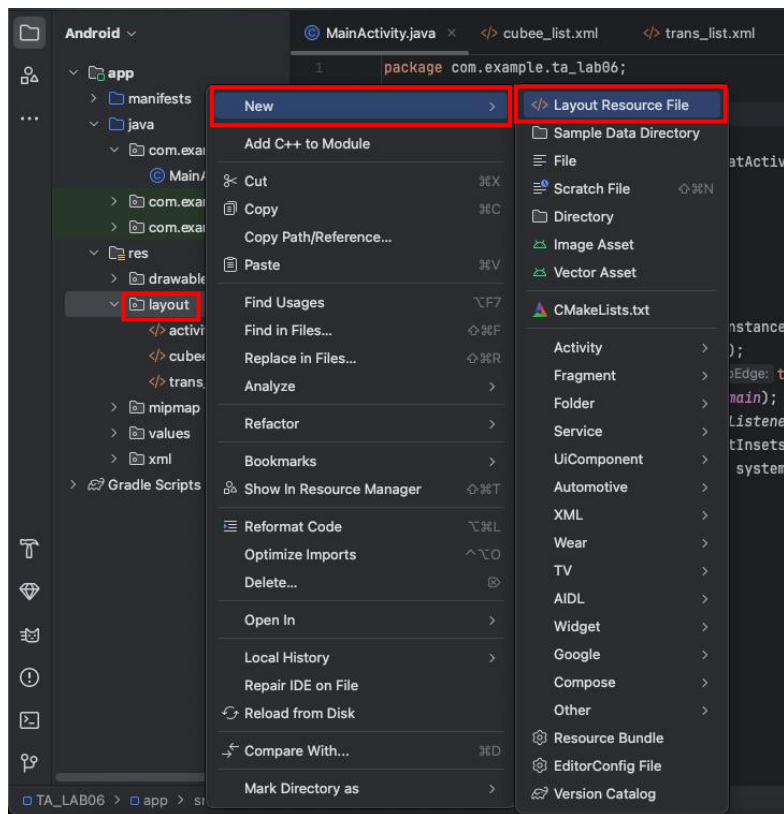 Android
MainActivity.java
cubee_list.xml
trans_list.xml
1
package com.example.ta_lab06;
app
manifests
java
com.exar
MainA
com.exar
com.exar
res
drawable
layout
activi
cubee
trans_
mipmap
values
xml
Gradle Scripts
New
Add C++ to Module
Cut ⌘X
Copy ⌘C
Copy Path/Reference...
Paste ⌘V
Find Usages ⌥F7
Find in Files... ⇧⌘F
Replace in Files... ⇧⌘R
Analyze
Refactor
Bookmarks
Show In Resource Manager ⇧⌘T
Reformat Code ⌥⌘L
Optimize Imports ^⌥O
Delete... ⌦
Open In
Local History
Repair IDE on File
Reload from Disk
Compare With... ⌘D
Mark Directory as
Layout Resource File
Sample Data Directory
File
Scratch File ⇧⌘N
Directory
Image Asset
Vector Asset
CMakeLists.txt
Activity
Fragment
Folder
Service
UiComponent
Automotive
XML
Wear
TV
AIDL
Widget
Google
Compose
Other
Resource Bundle
EditorConfig File
Version Catalog
atActiv
nstance
);
oEdge: t
main);
Listene
tInsets
system
TA_LAB06 > app > sr